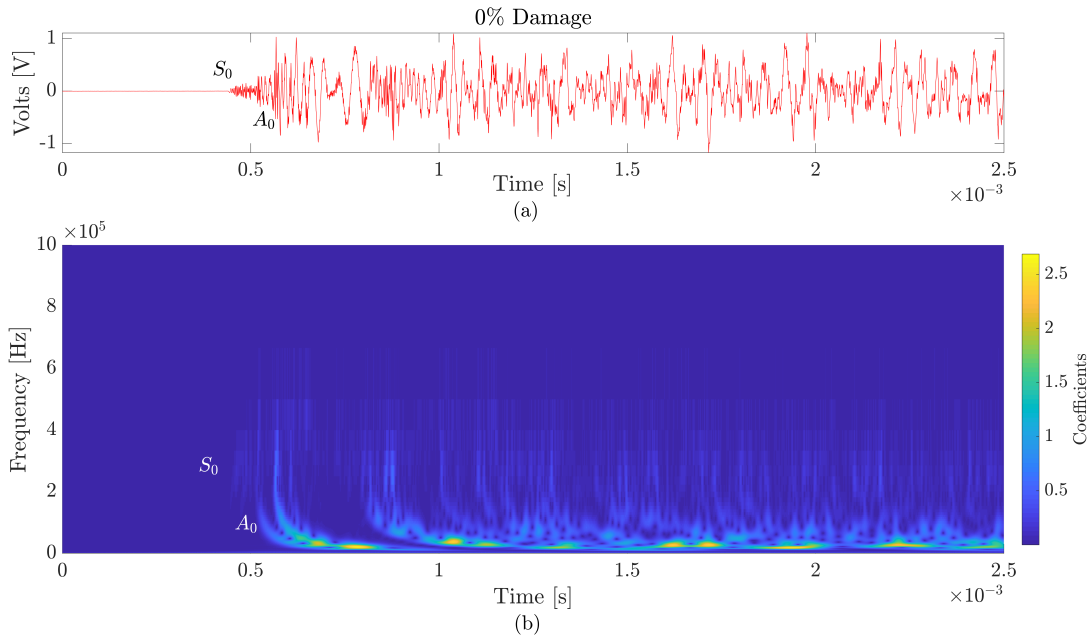 0% Damage
Volts [V]
1
0
-1
S₀
A₀
0 0.5 1 1.5 2 2.5
Time [s]
×10⁻³
(a)
×10⁵
Frequency [Hz]
10
8
6
4
2
0
S₀
A₀
0 0.5 1 1.5 2 2.5
Time [s]
×10⁻³
(b)
2.5
2
1.5
1
0.5
Coefficients